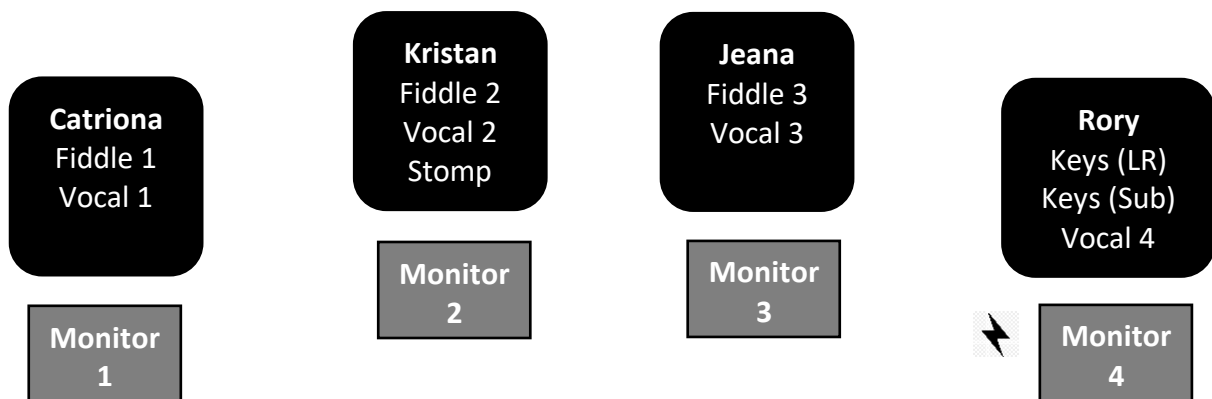 Catriona
Fiddle 1
Vocal 1
Kristan
Fiddle 2
Vocal 2
Stomp
Jeana
Fiddle 3
Vocal 3
Rory
Keys (LR)
Keys (Sub)
Vocal 4
Monitor
1
Monitor
2
Monitor
3
Monitor
4